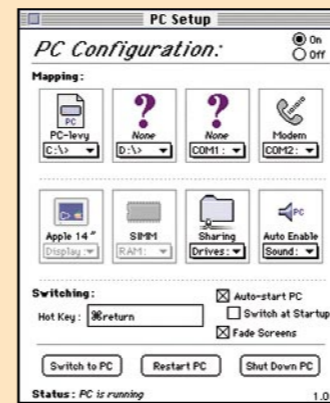 PC Setup
PC Configuration:
On
Off
Mapping:
PC
PC-levy
None
None
Modem
C:\>
D:\>
COM1:
COM2:
PC
Apple 14"
SIMM
Sharing
Auto Enable
Display:
RAM:
Drives:
Sound:
Switching:
Auto-start PC
Hot Key: ⌘return
Switch at Startup
Fade Screens
Switch to PC
Restart PC
Shut Down PC
Status: PC is running